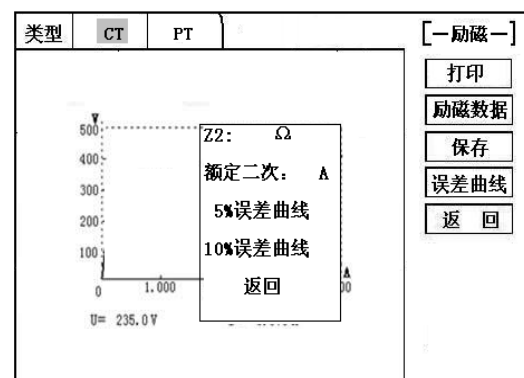 类型 CT PT
[—励磁—]
打印
励磁数据
保存
误差曲线
返 回
V
500
400
300
200
100
0 1.000
A
00
U= 235.0V
Z2: Ω
额定二次: A
5%误差曲线
10%误差曲线
返回